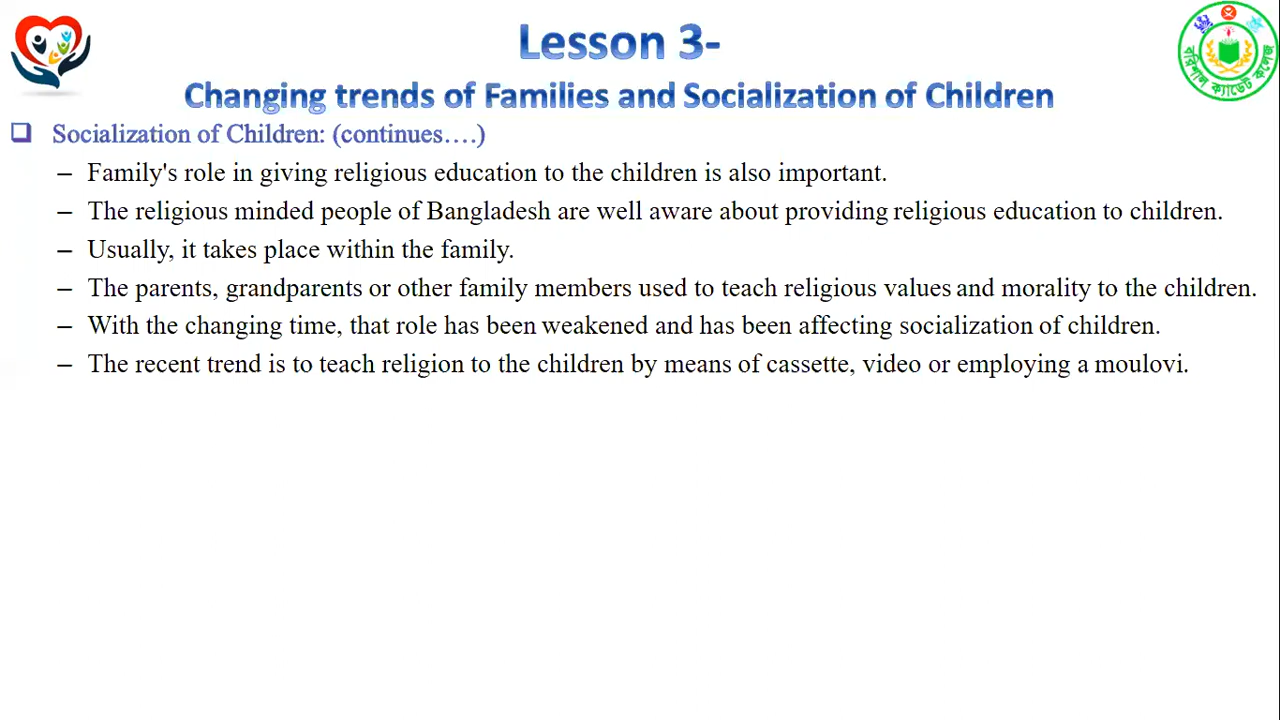 Lesson 3-
Changing trends of Families and Socialization of Children
Socialization of Children: (continues….)
– Family's role in giving religious education to the children is also important.
– The religious minded people of Bangladesh are well aware about providing religious education to children.
– Usually, it takes place within the family.
– The parents, grandparents or other family members used to teach religious values and morality to the children.
– With the changing time, that role has been weakened and has been affecting socialization of children.
– The recent trend is to teach religion to the children by means of cassette, video or employing a moulovi.
বরিশাল ক্যাডেট কলেজ